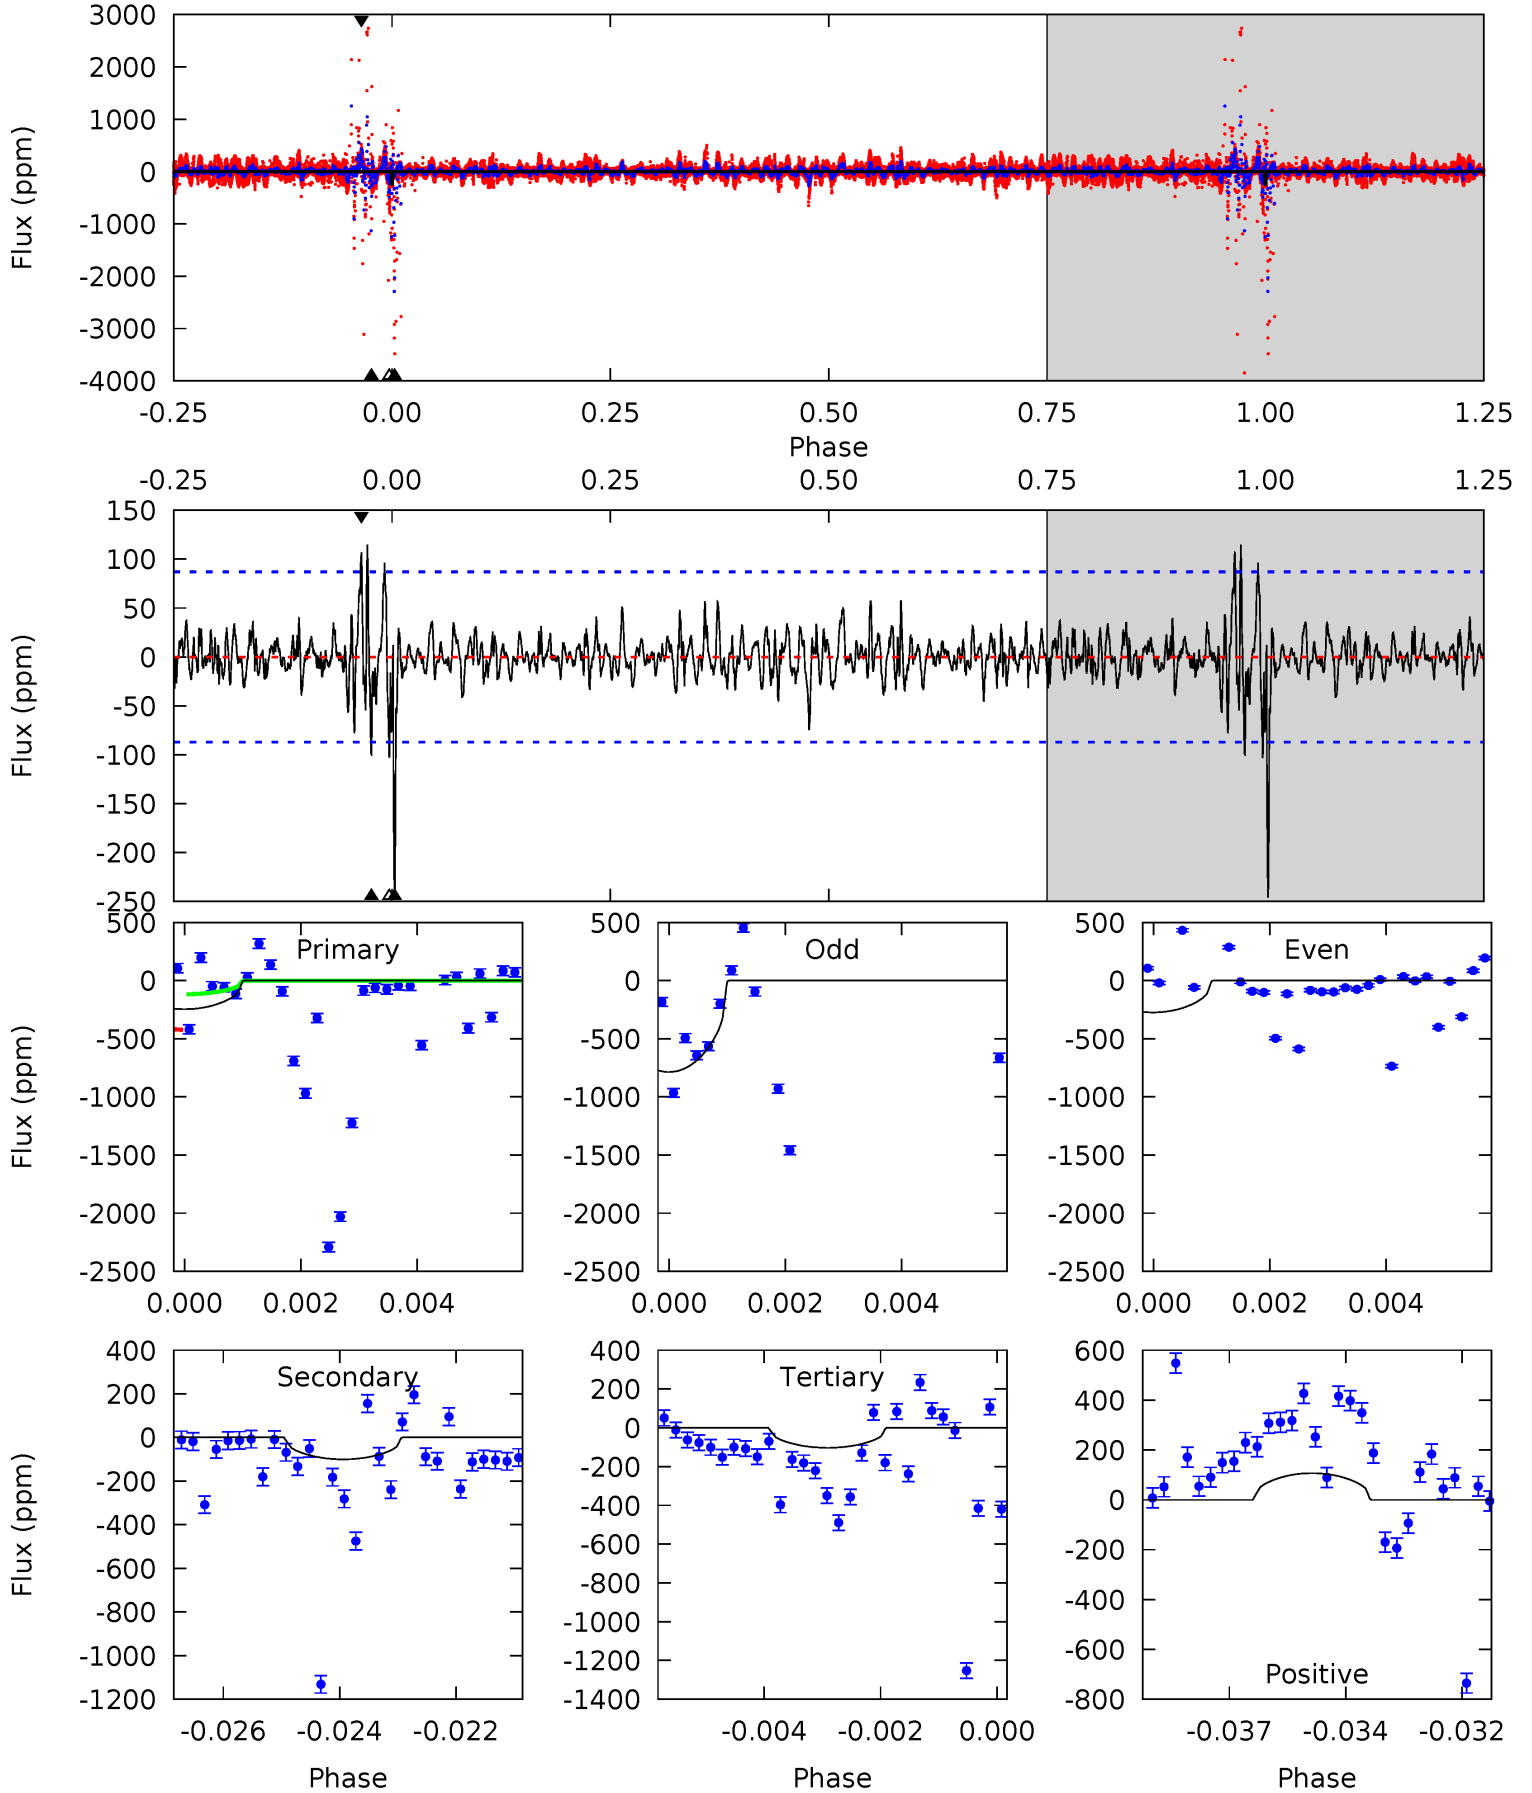 3000
2000
1000
0
-1000
-2000
-3000
-4000
Flux (ppm)
-0.25 0.00 0.25 0.50 0.75 1.00 1.25
Phase
-0.25 0.00 0.25 0.50 0.75 1.00 1.25
150
100
50
0
-50
-100
-150
-200
-250
Flux (ppm)
Primary
500
0
-500
-1000
-1500
-2000
-2500
Flux (ppm)
0.000 0.002 0.004
Odd
500
0
-500
-1000
-1500
-2000
-2500
0.000 0.002 0.004
Even
500
0
-500
-1000
-1500
-2000
-2500
0.000 0.002 0.004
Secondary
400
200
0
-200
-400
-600
-800
-1000
-1200
Flux (ppm)
-0.026 -0.024 -0.022
Phase
Tertiary
400
200
0
-200
-400
-600
-800
-1000
-1200
-1400
-0.004 -0.002 0.000
Phase
Positive
600
400
200
0
-200
-400
-600
-800
-0.037 -0.034 -0.032
Phase